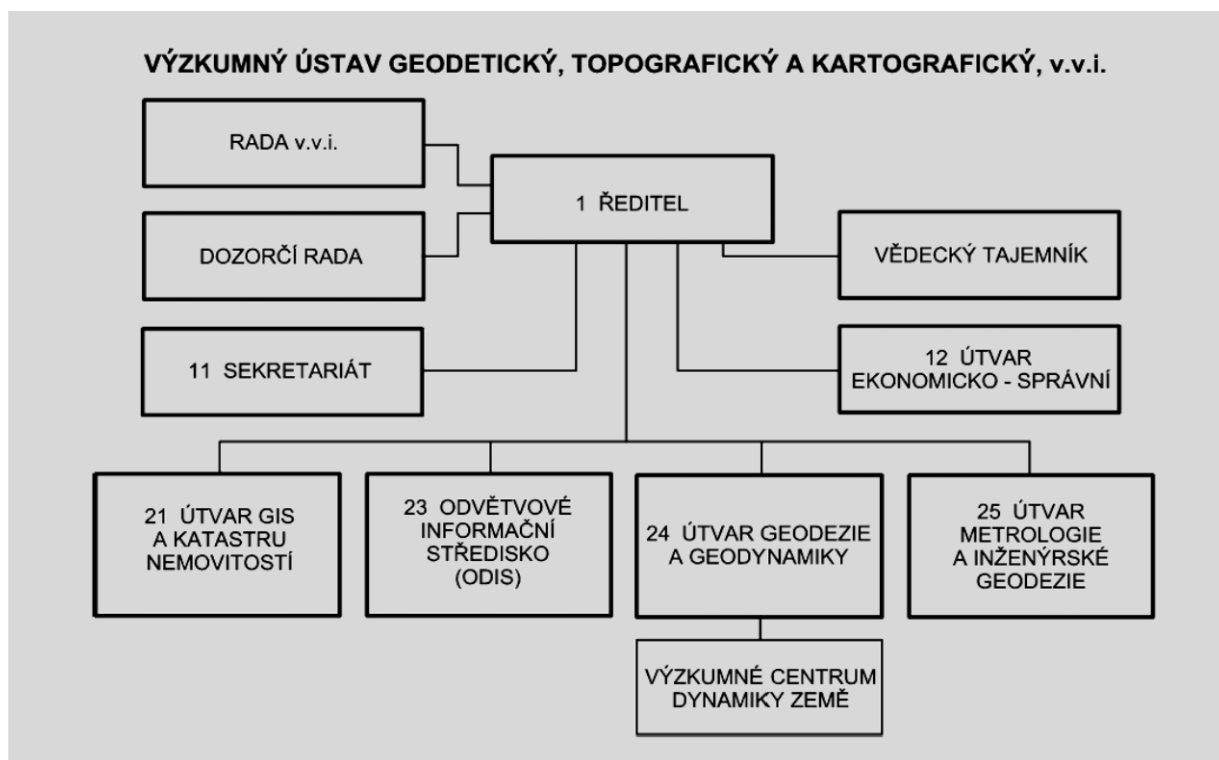 VÝZKUMNÝ ÚSTAV GEODETICKÝ, TOPOGRAFICKÝ A KARTOGRAFICKÝ, v.v.i.
RADA v.v.i.
1 ŘEDITEL
DOZORČÍ RADA
VĚDECKÝ TAJEMNÍK
11 SEKRETARIÁT
12 ÚTVAR
EKONOMICKO - SPRÁVNÍ
21 ÚTVAR GIS
A KATASTRU
NEMOVITOSTÍ
23 ODVĚTVOVÉ
INFORMAČNÍ
STŘEDISKO
(ODIS)
24 ÚTVAR GEODEZIE
A GEODYNAMIKY
25 ÚTVAR
METROLOGIE
A INŽENÝRSKÉ
GEODEZIE
VÝZKUMNÉ CENTRUM
DYNAMIKY ZEMĚ